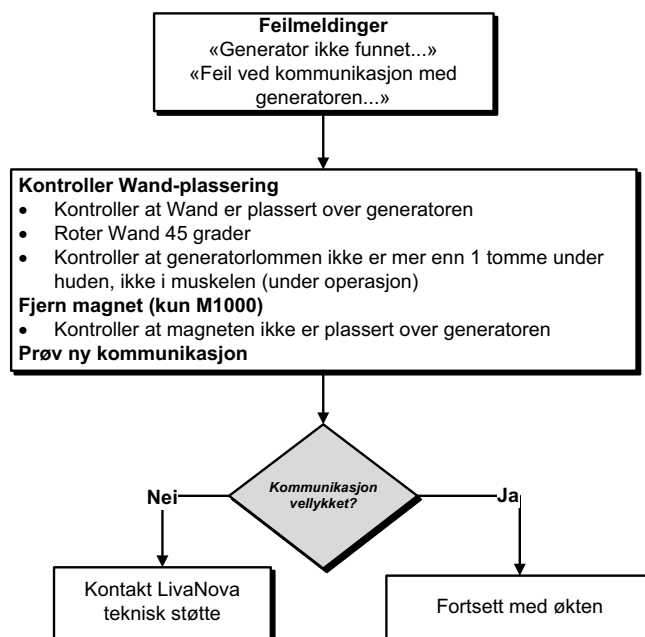 Feilmeldinger
«Generator ikke funnet...»
«Feil ved kommunikasjon med
generatoren...»
Kontroller Wand-plassering
• Kontroller at Wand er plassert over generatoren
• Roter Wand 45 grader
• Kontroller at generatorlommen ikke er mer enn 1 tomme under
huden, ikke i muskelen (under operasjon)
Fjern magnet (kun M1000)
• Kontroller at magneten ikke er plassert over generatoren
Prøv ny kommunikasjon
Kommunikasjon
vellykket?
Nei
Ja
Kontakt LivaNova
teknisk støtte
Fortsett med økten